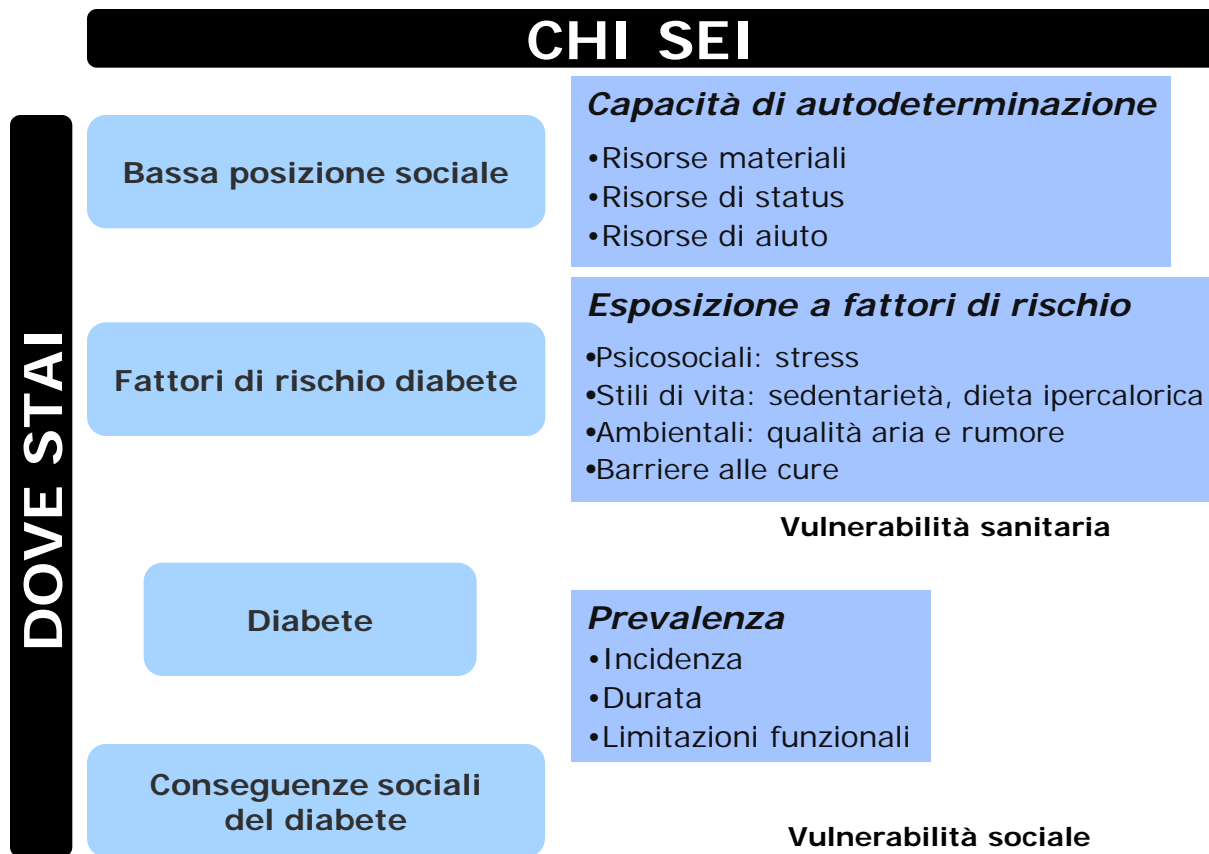 CHI SEI
DOVE STAI
Bassa posizione sociale
Capacità di autodeterminazione
•Risorse materiali
•Risorse di status
•Risorse di aiuto
Fattori di rischio diabete
Esposizione a fattori di rischio
•Psicosociali: stress
•Stili di vita: sedentarietà, dieta ipercalorica
•Ambientali: qualità aria e rumore
•Barriere alle cure
Vulnerabilità sanitaria
Diabete
Prevalenza
•Incidenza
•Durata
•Limitazioni funzionali
Conseguenze sociali
del diabete
Vulnerabilità sociale